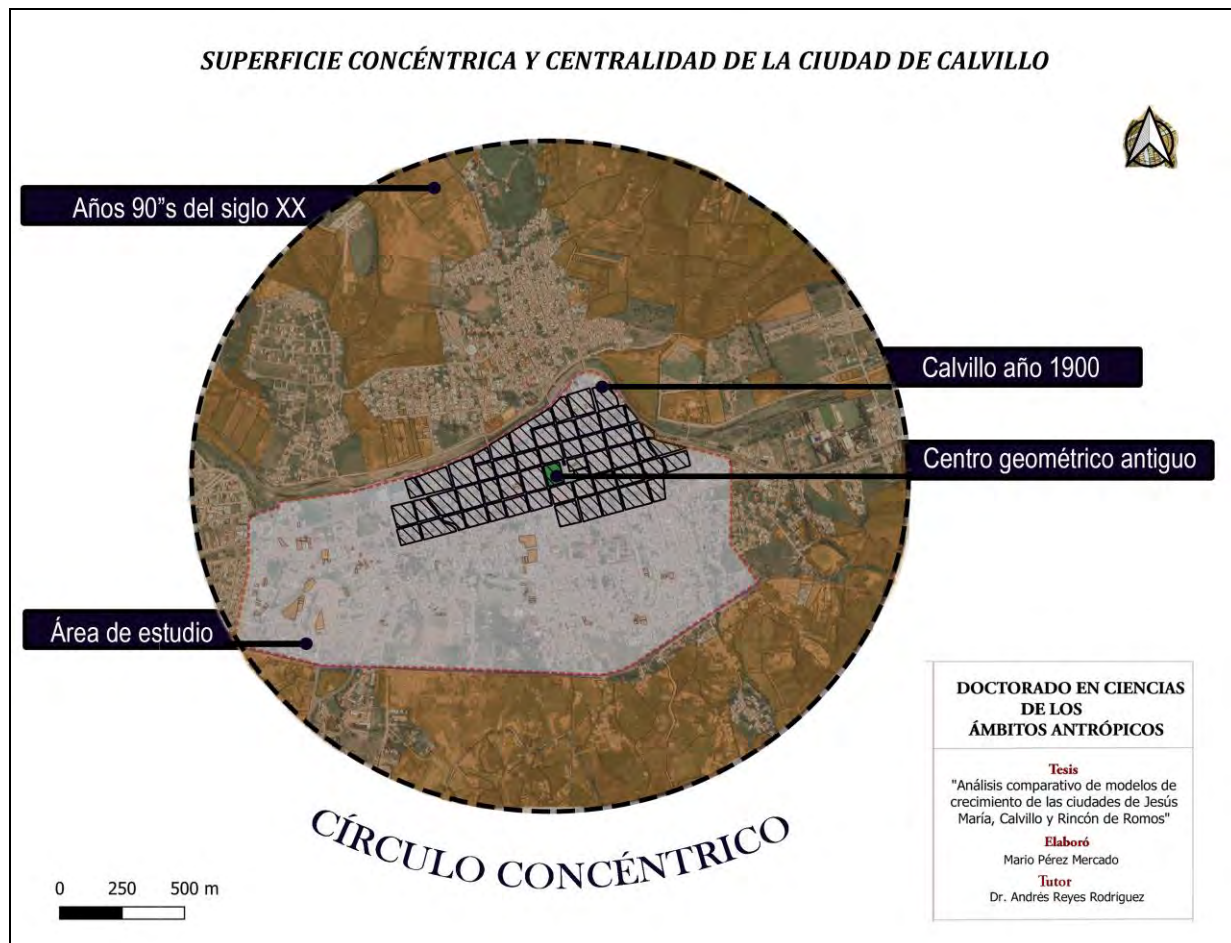 SUPERFICIE CONCÉNTRICA Y CENTRALIDAD DE LA CIUDAD DE CALVILLO
Años 90"s del siglo XX
Calvillo año 1900
Centro geométrico antiguo
Área de estudio
CÍRCULO CONCÉNTRICO
0 250 500 m
DOCTORADO EN CIENCIAS
DE LOS
ÁMBITOS ANTRÓPICOS
Tesis
"Análisis comparativo de modelos de
crecimiento de las ciudades de Jesús
María, Calvillo y Rincón de Romos"
Elaboró
Mario Pérez Mercado
Tutor
Dr. Andrés Reyes Rodriguez